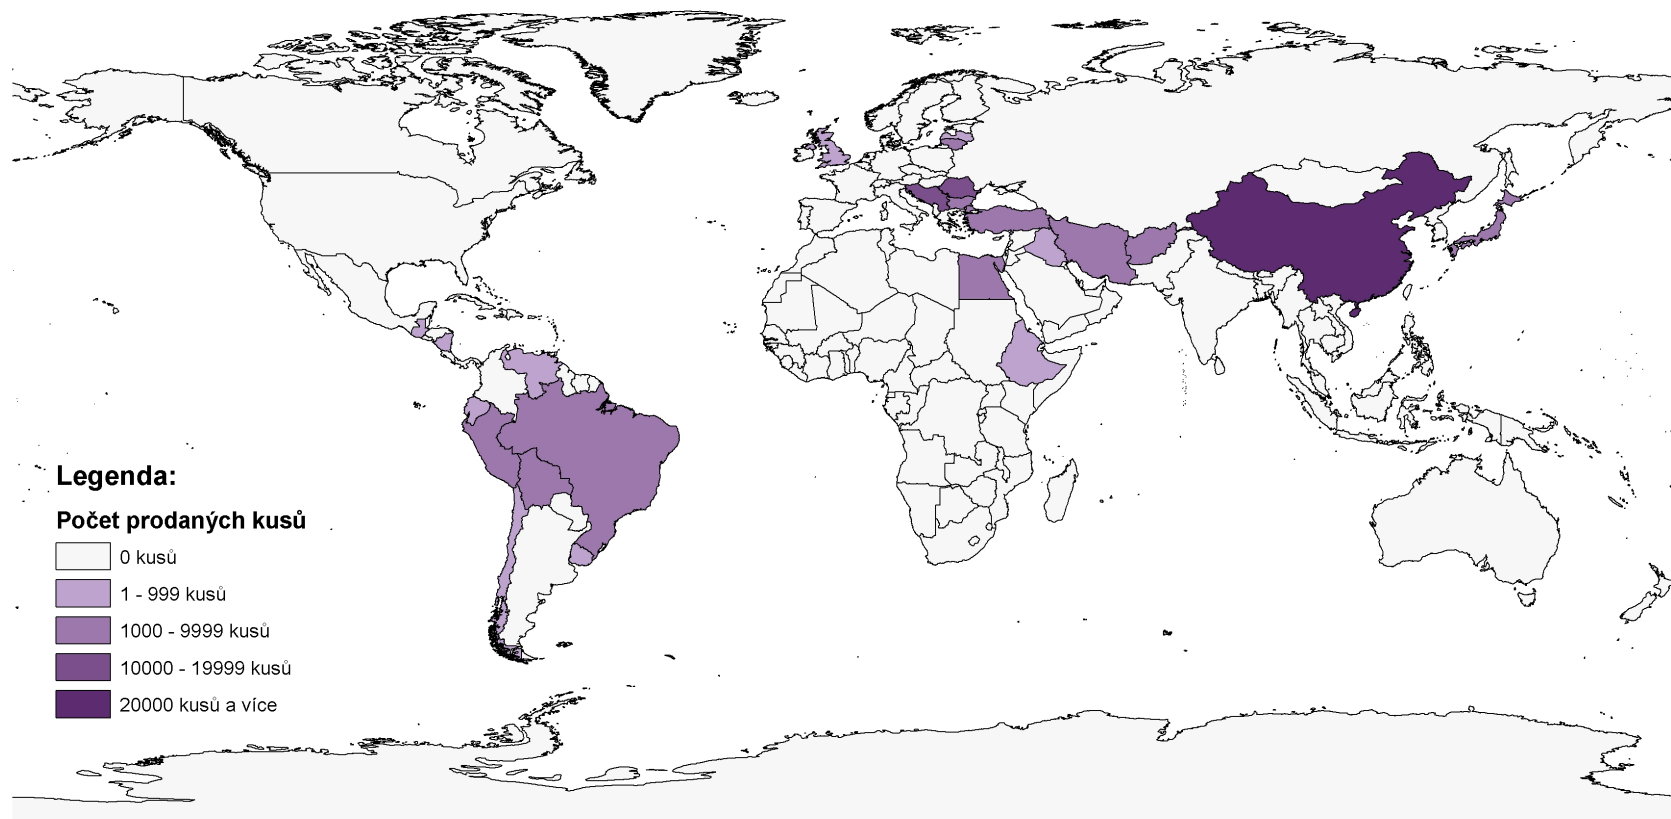 Legenda:
Počet prodaných kusů
0 kusů
1 - 999 kusů
1000 - 9999 kusů
10000 - 19999 kusů
20000 kusů a více